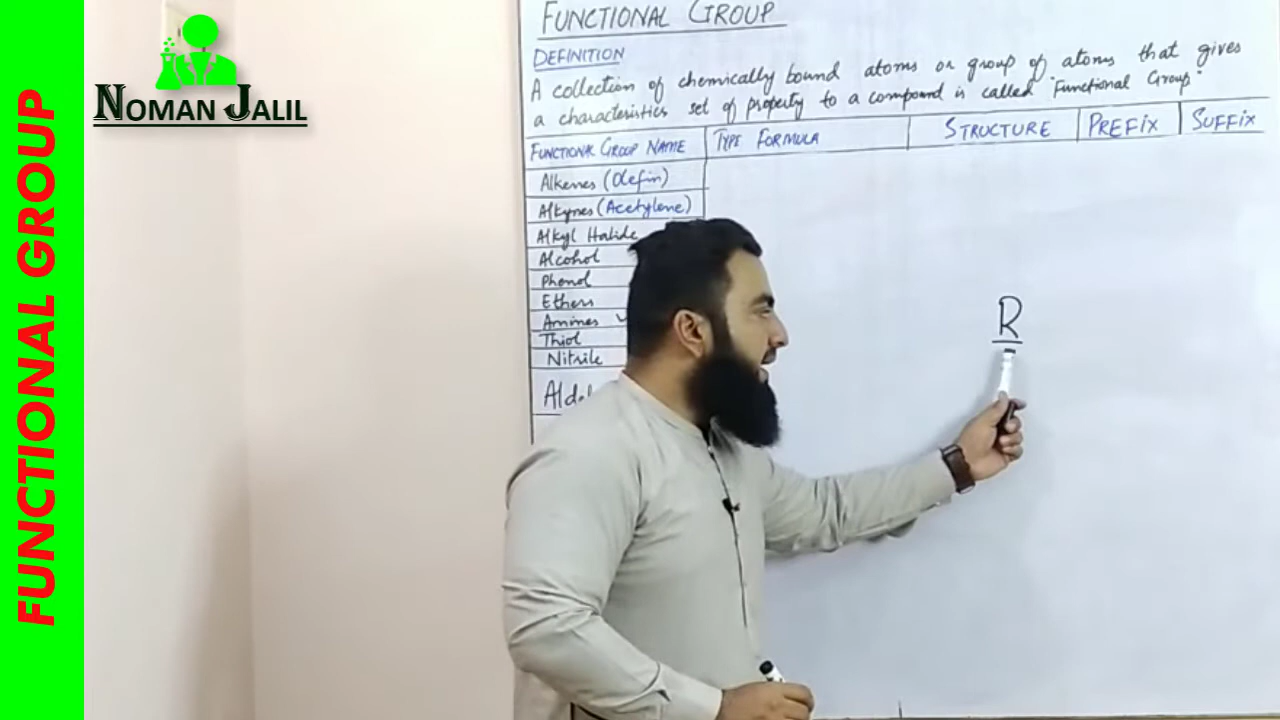 FUNCTIONAL GROUP
NOMAN JALIL
FUNCTIONAL GROUP
DEFINITION
A collection of chemically bound atoms or group of atoms that gives
a characteristics set of property to a compound is called "Functional Group".
FUNCTIONAL GROUP NAME TYPE FORMULA STRUCTURE PREFIX SUFFIX
Alkenes (Olefin)
Alkynes (Acetylene)
Alkyl Halide
Alcohol
Phenol
Ethers
Amines
Thiol
Nitrile
R